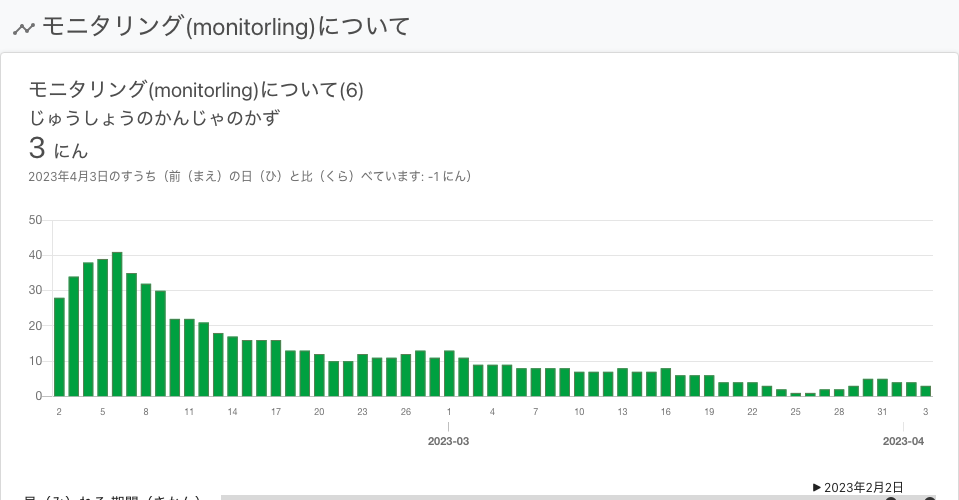 モニタリング(monitorling)について
モニタリング(monitorling)について(6)
じゅうしょうのかんじゃのかず
3 にん
2023年4月3日のすうち（前（まえ）の日（ひ）と比（くら）べています: -1 にん）
50
40
30
20
10
0
2 5 8 11 14 17 20 23 26 1 4 7 10 13 16 19 22 25 28 31 3
2023-03 2023-04
▶ 2023年2月2日